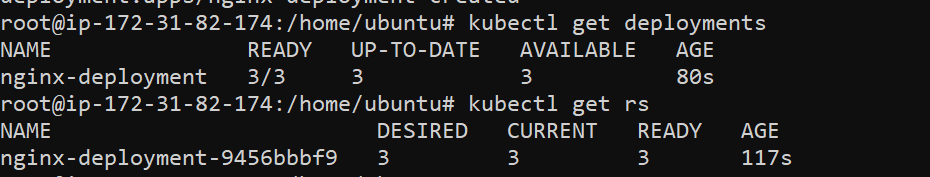 deployment.apps/nginx-deployment created
root@ip-172-31-82-174:/home/ubuntu# kubectl get deployments
NAME READY UP-TO-DATE AVAILABLE AGE
nginx-deployment 3/3 3 3 80s
root@ip-172-31-82-174:/home/ubuntu# kubectl get rs
NAME DESIRED CURRENT READY AGE
nginx-deployment-9456bbbf9 3 3 3 117s